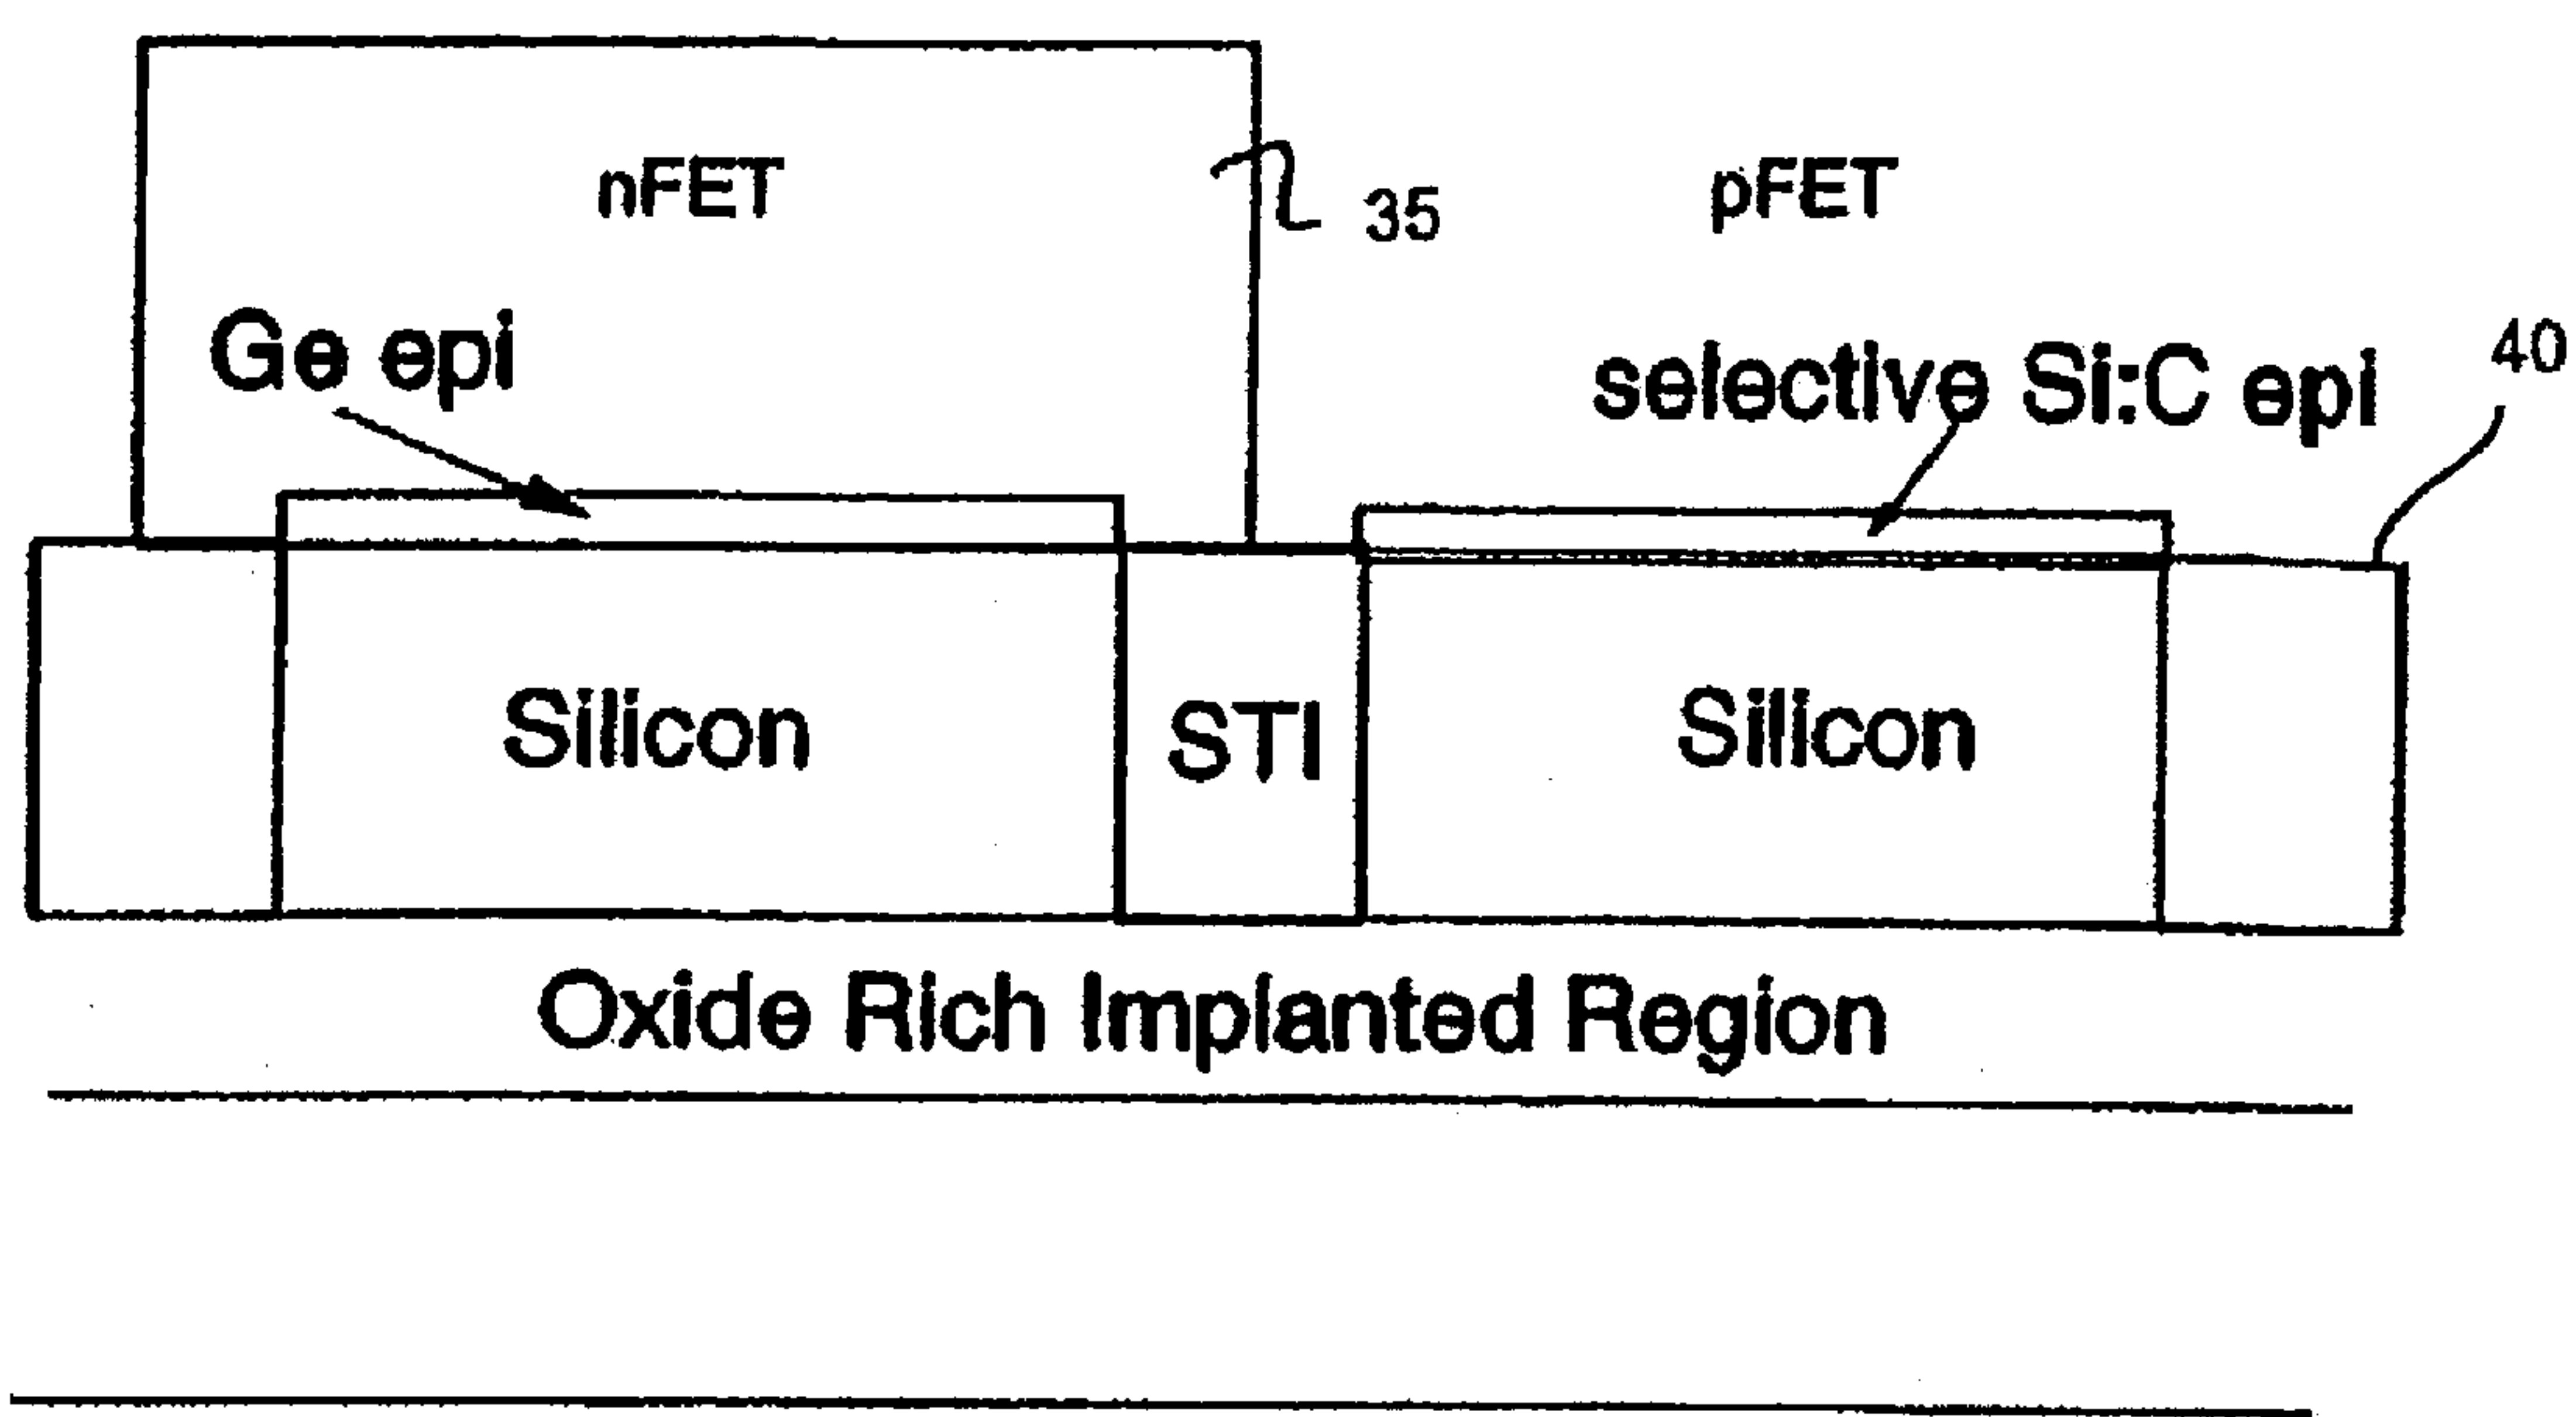 nFET
35
pFET
Ge epi
selective Si:C epi
40
Silicon
STI
Silicon
Oxide Rich Implanted Region